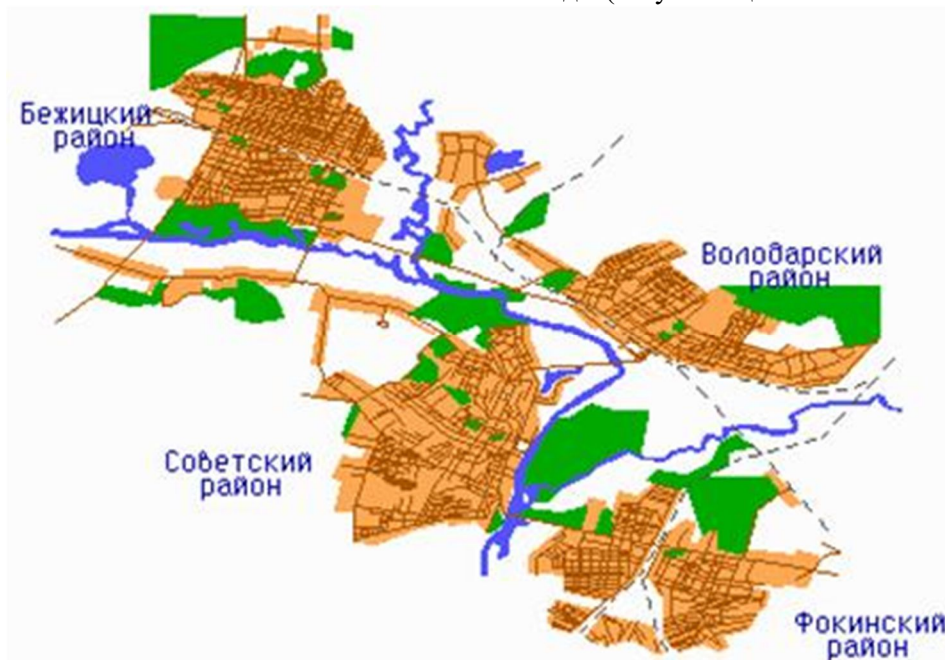 Бежицкий
район
Володарский
район
Советский
район
Фокинский
район